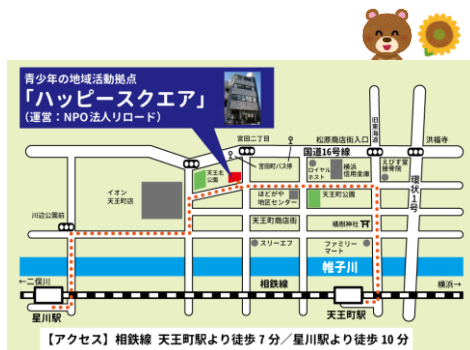 青少年の地域活動拠点
「ハッピースクエア」
（運営：NPO法人リロード）
宮田二丁目
松原商店街入口
旧東海道
洪福寺
国道16号線
宮田町バス停
天王北
公園
ロイヤル
ホスト
横浜
信用金庫
えびす堂
接骨院
環状1号
イオン
天王町店
ほどがや
地区センター
天王町公園
川辺公園前
天王町商店街
橘樹神社
スリーエフ
ファミリー
マート
帷子川
←二俣川
相鉄線
横浜→
星川駅
天王町駅
【アクセス】相鉄線 天王町駅より徒歩7分／星川駅より徒歩10分